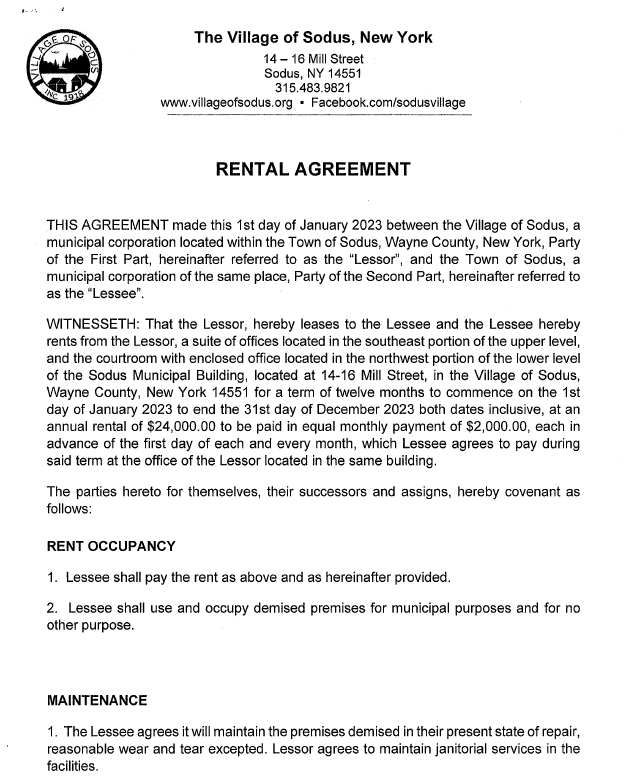 VILLAGE OF SODUS
INC. 1918
The Village of Sodus, New York
14 – 16 Mill Street
Sodus, NY 14551
315.483.9821
www.villageofsodus.org ▪ Facebook.com/sodusvillage
RENTAL AGREEMENT
THIS AGREEMENT made this 1st day of January 2023 between the Village of Sodus, a
municipal corporation located within the Town of Sodus, Wayne County, New York, Party
of the First Part, hereinafter referred to as the “Lessor”, and the Town of Sodus, a
municipal corporation of the same place, Party of the Second Part, hereinafter referred to
as the “Lessee”.
WITNESSETH: That the Lessor, hereby leases to the Lessee and the Lessee hereby
rents from the Lessor, a suite of offices located in the southeast portion of the upper level,
and the courtroom with enclosed office located in the northwest portion of the lower level
of the Sodus Municipal Building, located at 14-16 Mill Street, in the Village of Sodus,
Wayne County, New York 14551 for a term of twelve months to commence on the 1st
day of January 2023 to end the 31st day of December 2023 both dates inclusive, at an
annual rental of $24,000.00 to be paid in equal monthly payment of $2,000.00, each in
advance of the first day of each and every month, which Lessee agrees to pay during
said term at the office of the Lessor located in the same building.
The parties hereto for themselves, their successors and assigns, hereby covenant as
follows:
RENT OCCUPANCY
1. Lessee shall pay the rent as above and as hereinafter provided.
2. Lessee shall use and occupy demised premises for municipal purposes and for no
other purpose.
MAINTENANCE
1. The Lessee agrees it will maintain the premises demised in their present state of repair,
reasonable wear and tear excepted. Lessor agrees to maintain janitorial services in the
facilities.